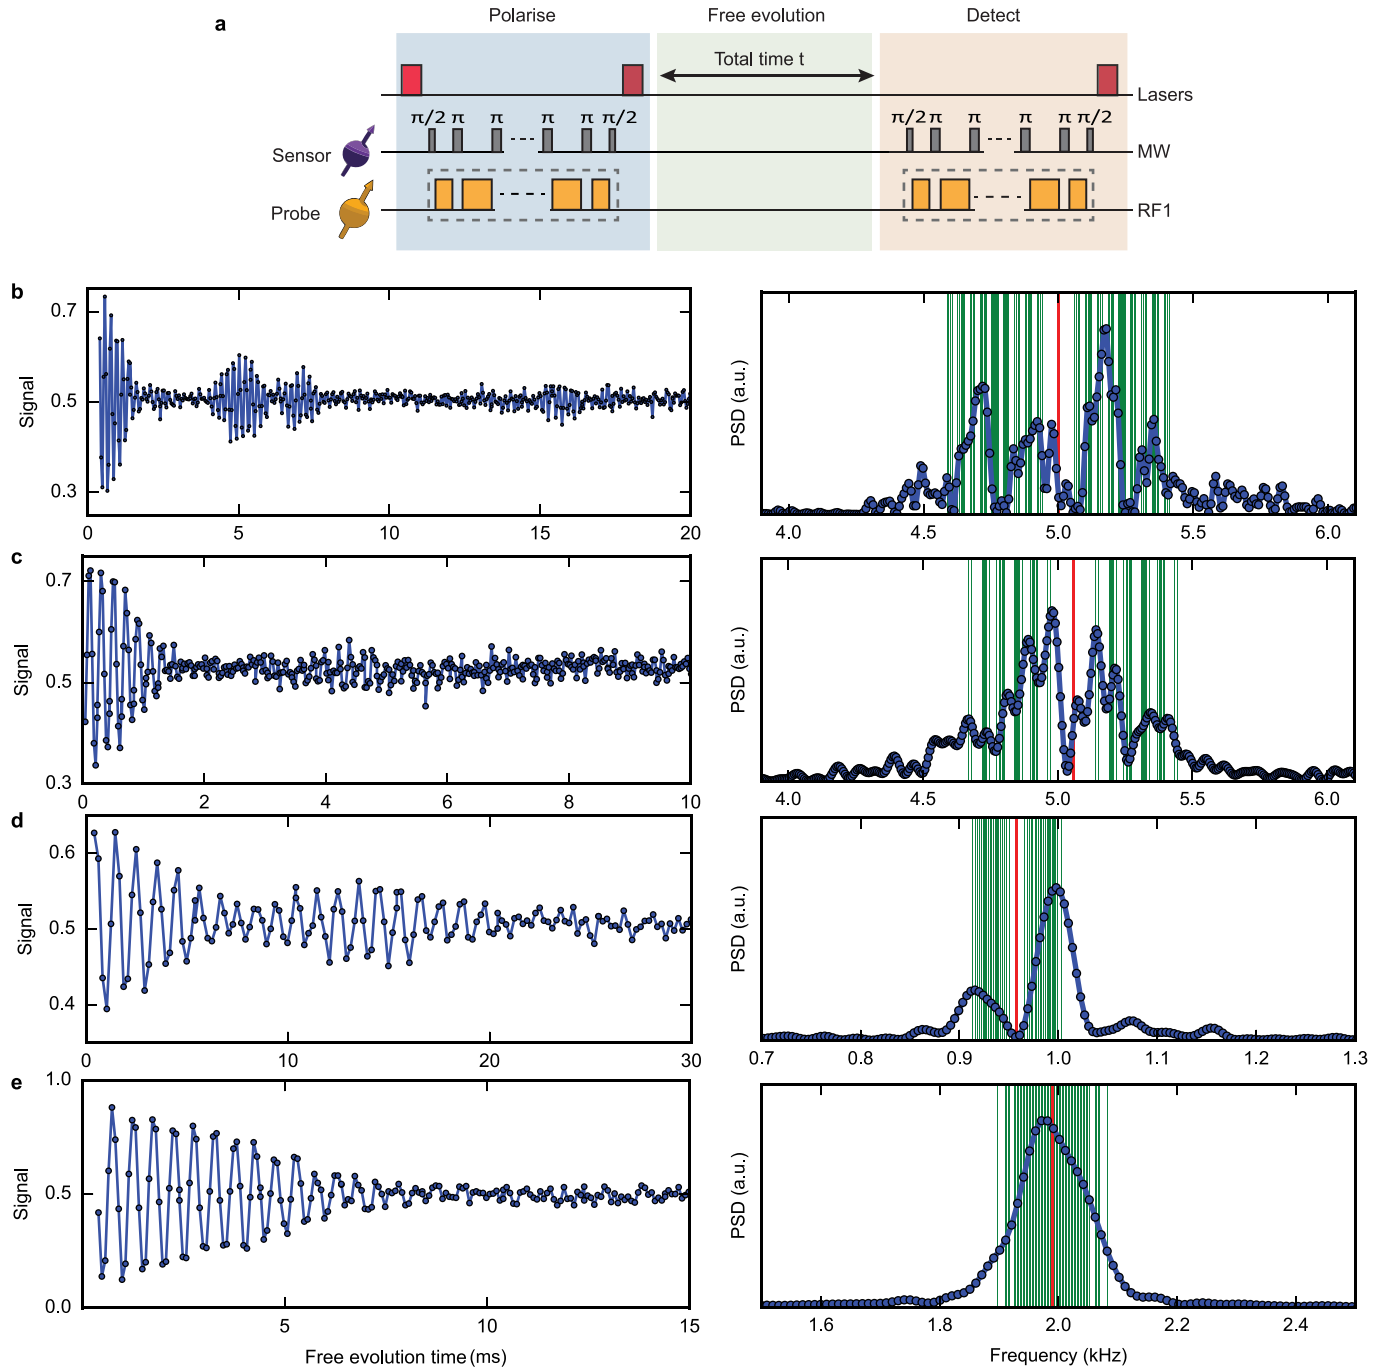 a
Polarise Free evolution Detect
Total time t
Lasers
π/2 π π π π π/2 π/2 π π π π π/2
Sensor MW
Probe RF1
b
0.7
0.5
0.3
Signal
0 5 10 15 20
PSD (a.u.)
4.0 4.5 5.0 5.5 6.0
c
0.7
0.5
0.3
Signal
0 2 4 6 8 10
PSD (a.u.)
4.0 4.5 5.0 5.5 6.0
d
0.6
0.5
0.4
Signal
0 10 20 30
PSD (a.u.)
0.7 0.8 0.9 1.0 1.1 1.2 1.3
e
1.0
0.5
0.0
Signal
5 10 15
Free evolution time (ms)
PSD (a.u.)
1.6 1.8 2.0 2.2 2.4
Frequency (kHz)